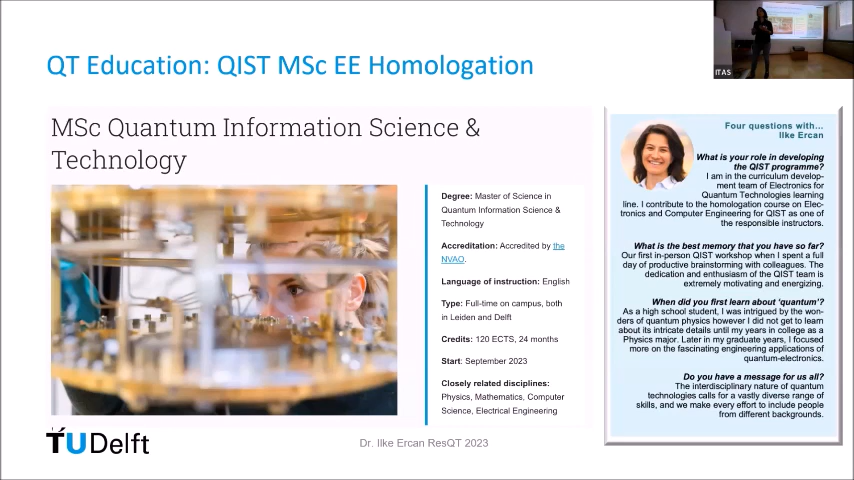 QT Education: QIST MSc EE Homologation
ITAS
MSc Quantum Information Science &
Technology
Degree: Master of Science in
Quantum Information Science &
Technology
Accreditation: Accredited by the
NVAO.
Language of instruction: English
Type: Full-time on campus, both
in Leiden and Delft
Credits: 120 ECTS, 24 months
Start: September 2023
Closely related disciplines:
Physics, Mathematics, Computer
Science, Electrical Engineering
Four questions with...
Ilke Ercan
What is your role in developing
the QIST programme?
I am in the curriculum develop-
ment team of Electronics for
Quantum Technologies learning
line. I contribute to the homologation course on Elec-
tronics and Computer Engineering for QIST as one of
the responsible instructors.
What is the best memory that you have so far?
Our first in-person QIST workshop when I spent a full
day of productive brainstorming with colleagues. The
dedication and enthusiasm of the QIST team is
extremely motivating and energizing.
When did you first learn about 'quantum'?
As a high school student, I was intrigued by the won-
ders of quantum physics however I did not get to learn
about its intricate details until my years in college as a
Physics major. Later in my graduate years, I focused
more on the fascinating engineering applications of
quantum-electronics.
Do you have a message for us all?
The interdisciplinary nature of quantum
technologies calls for a vastly diverse range of
skills, and we make every effort to include people
from different backgrounds.
TUDelft
Dr. Ilke Ercan ResQT 2023